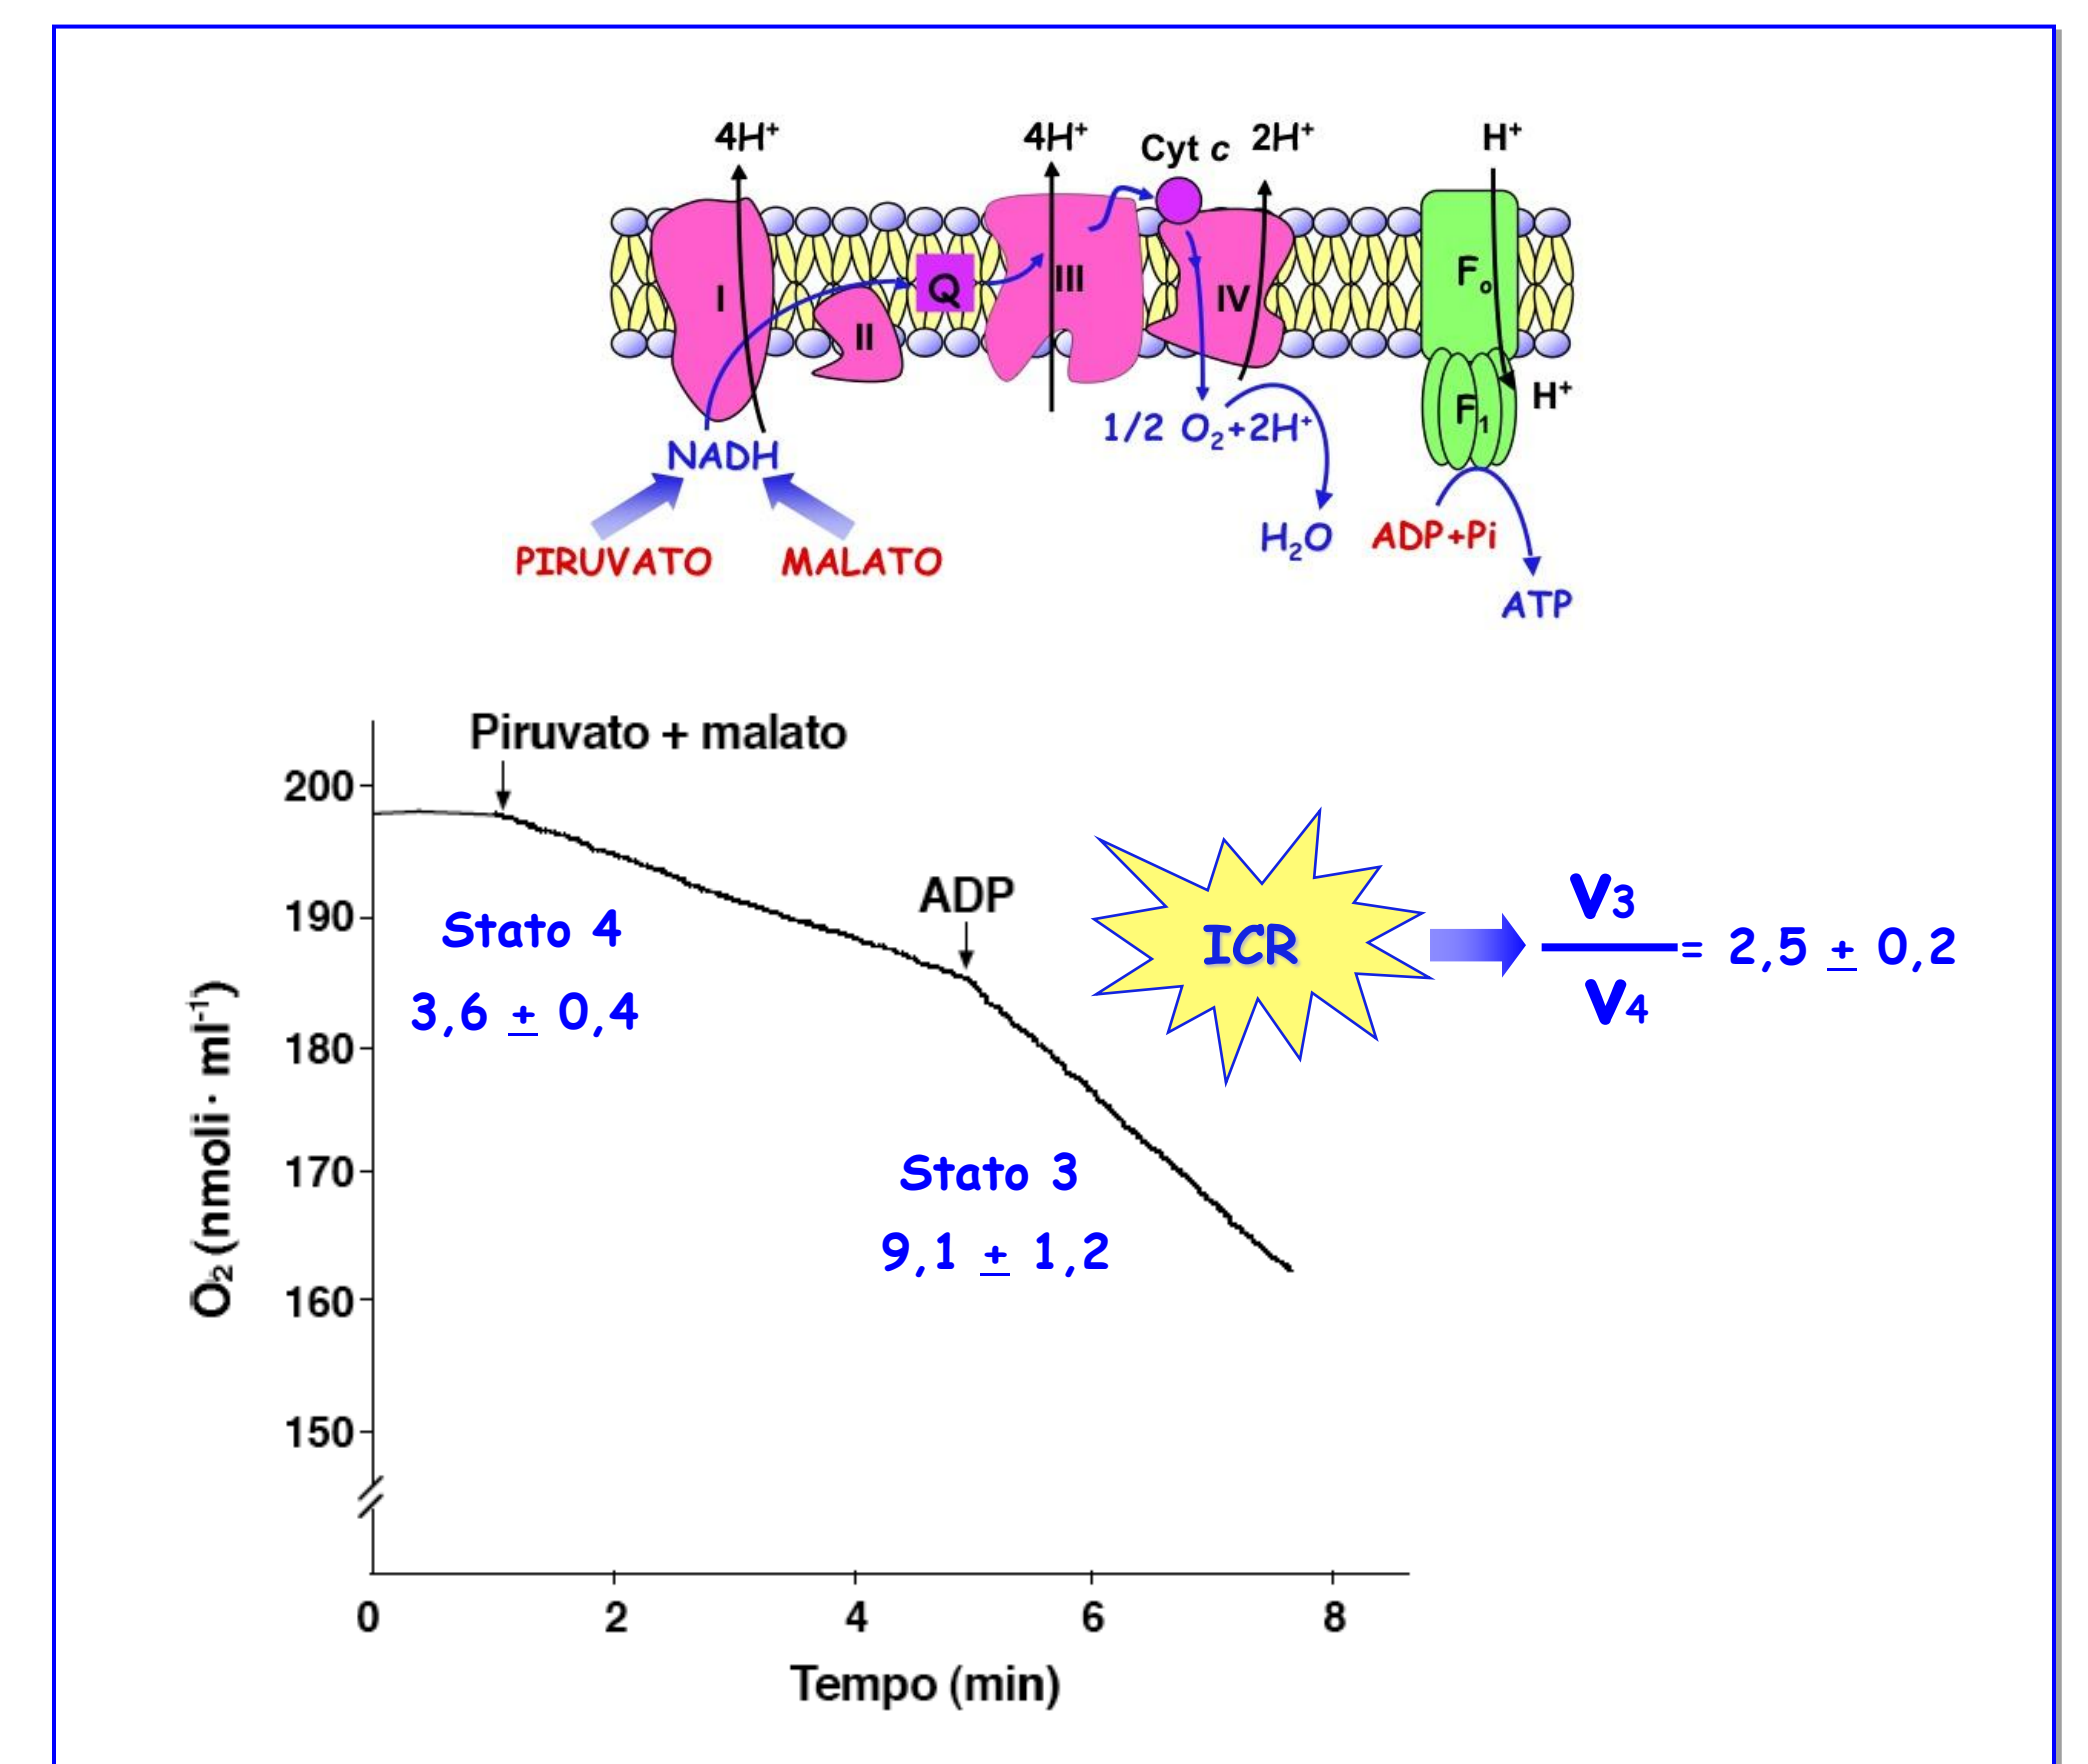 4H⁺ 4H⁺ Cyt c 2H⁺ H⁺
I II Q III IV F₀
F₁ H⁺
NADH 1/2 O₂+2H⁺
PIRUVATO MALATO H₂O ADP+Pi
ATP
Piruvato + malato
200
190
180
170
160
150
ADP
Stato 4
3,6 ± 0,4
ICR
V₃
V₄
= 2,5 ± 0,2
Stato 3
9,1 ± 1,2
O₂ (nmoli · ml⁻¹)
0 2 4 6 8
Tempo (min)